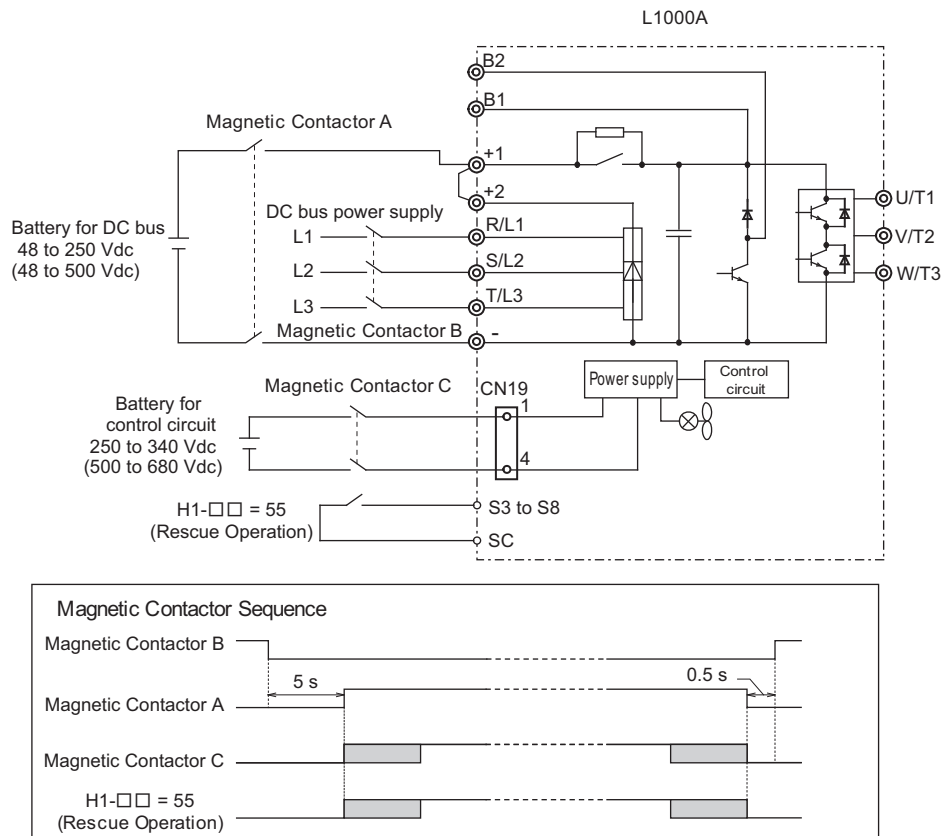 L1000A
B2
B1
Magnetic Contactor A
+1
+2
U/T1
DC bus power supply
Battery for DC bus
48 to 250 Vdc
(48 to 500 Vdc)
L1
R/L1
V/T2
L2
S/L2
W/T3
L3
T/L3
Magnetic Contactor B
-
Magnetic Contactor C
CN19
Power supply
Control
circuit
Battery for
control circuit
250 to 340 Vdc
(500 to 680 Vdc)
1
4
H1-□□ = 55
(Rescue Operation)
S3 to S8
SC
Magnetic Contactor Sequence
Magnetic Contactor B
5 s
0.5 s
Magnetic Contactor A
Magnetic Contactor C
H1-□□ = 55
(Rescue Operation)